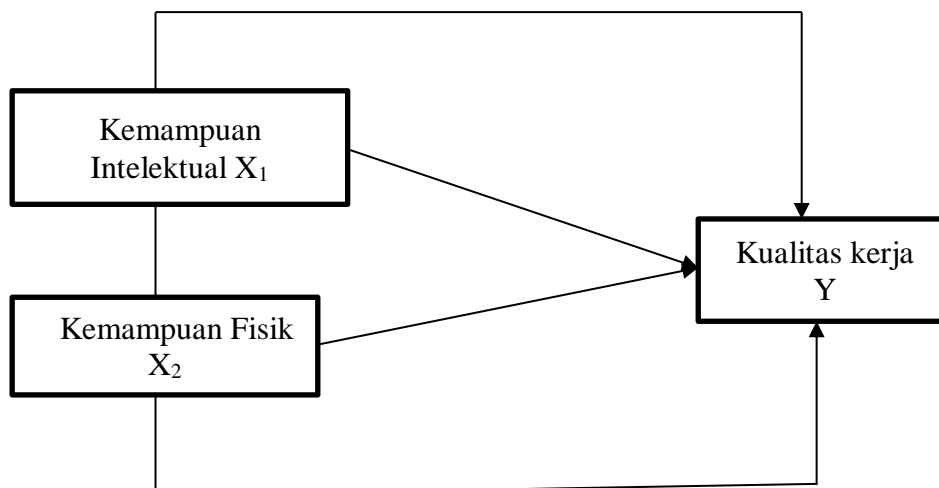 Kemampuan
Intelektual X₁
Kemampuan Fisik
X₂
Kualitas kerja
Y